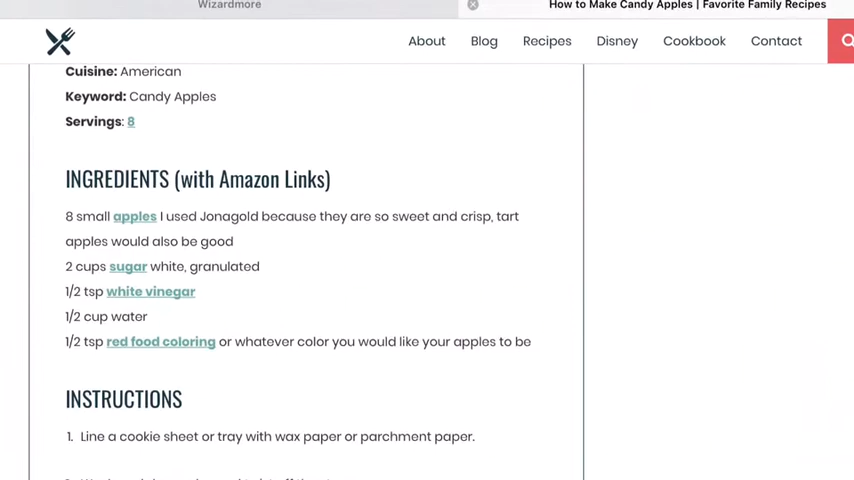 Wizardmore
How to Make Candy Apples | Favorite Family Recipes
About Blog Recipes Disney Cookbook Contact
Cuisine: American
Keyword: Candy Apples
Servings: 8
INGREDIENTS (with Amazon Links)
8 small apples I used Jonagold because they are so sweet and crisp, tart
apples would also be good
2 cups sugar white, granulated
1/2 tsp white vinegar
1/2 cup water
1/2 tsp red food coloring or whatever color you would like your apples to be
INSTRUCTIONS
1. Line a cookie sheet or tray with wax paper or parchment paper.